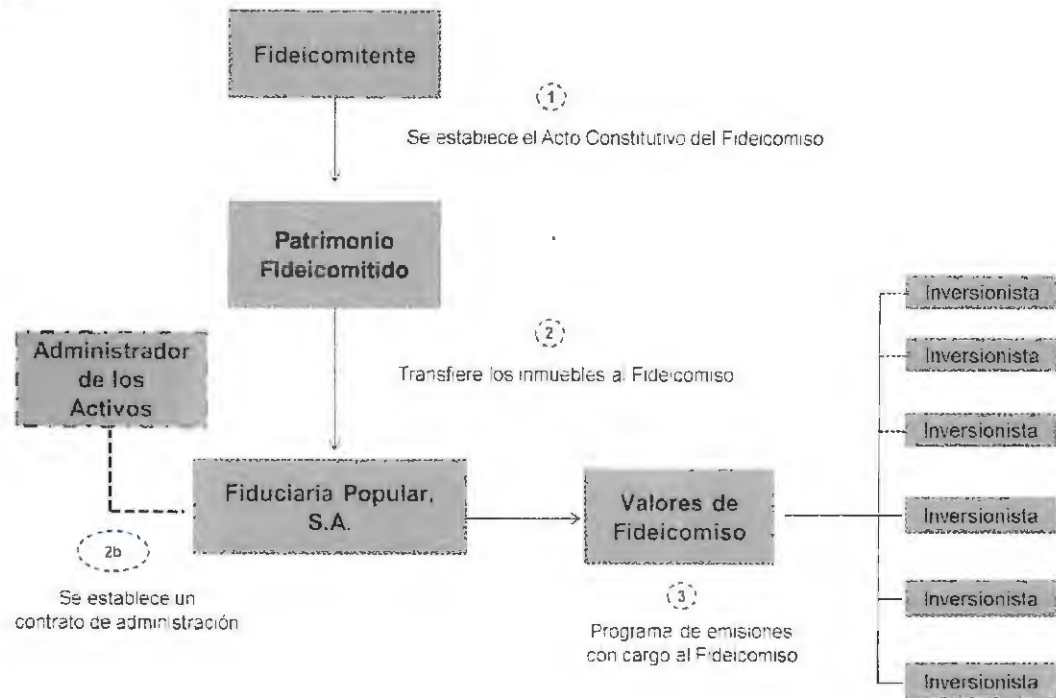 Fideicomitente
1
Se estabiece el Acto Constitutivo del Fideicomiso
Patrimonio
Fideicomitido
2
Transfiere los inmuebles al Fideicomiso
Administrador
de los
Activos
Fiduciaria Popular,
S.A.
2b
Se establece un
contrato de administración
Valores de
Fideicomiso
3
Programa de emisiones
con cargo al Fideicomiso
Inversionista
Inversionista
Inversionista
Inversionista
Inversionista
Inversionista